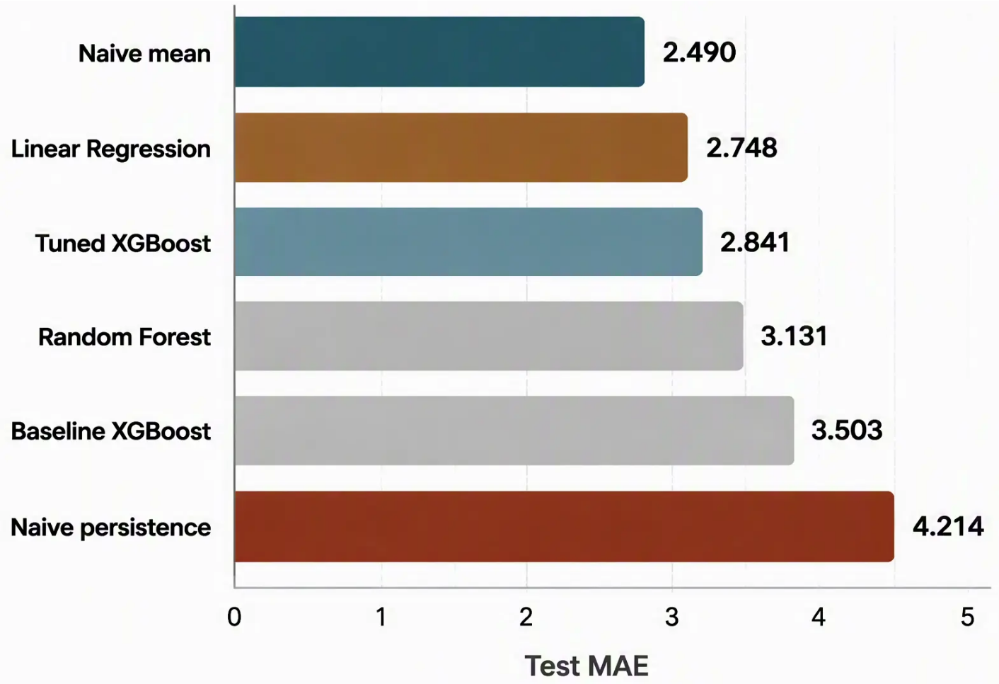 Naive mean 2.490
Linear Regression 2.748
Tuned XGBoost 2.841
Random Forest 3.131
Baseline XGBoost 3.503
Naive persistence 4.214
0 1 2 3 4 5
Test MAE